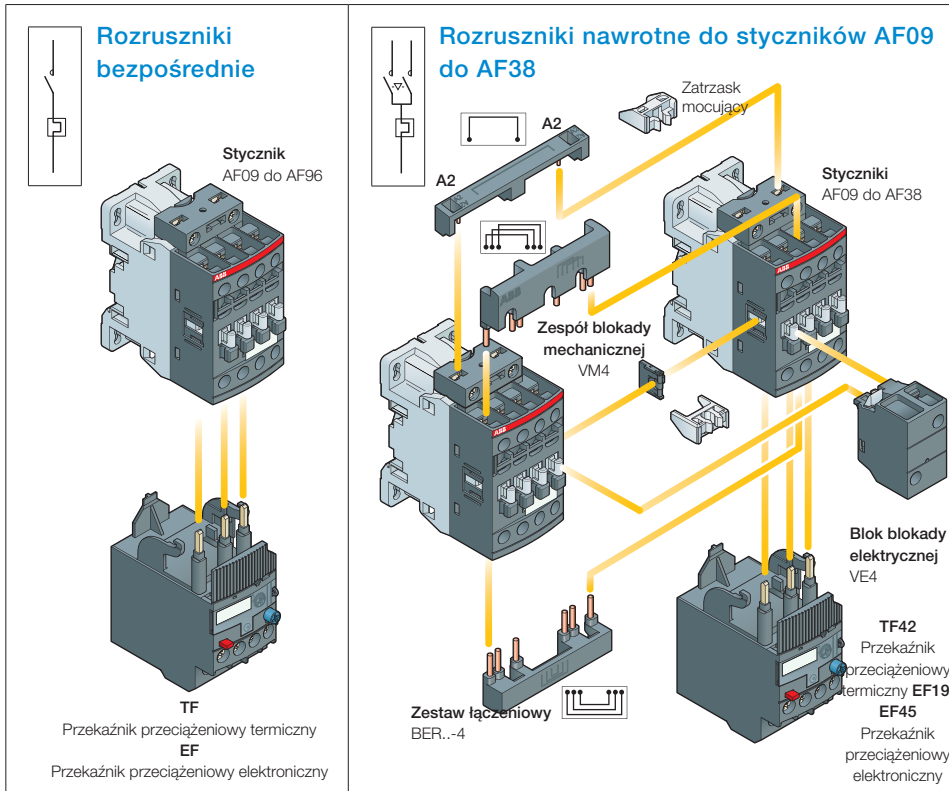 Rozruszniki
bezpośrednie
Stycznik
AF09 do AF96
ABB
TF
Przekaźnik przeciążeniowy termiczny
EF
Przekaźnik przeciążeniowy elektroniczny
Rozruszniki nawrotne do styczników AF09
do AF38
Zatrzask
mocujący
A2
A2
Styczniki
AF09 do AF38
ABB
ABB
Zespół blokady
mechanicznej
VM4
ABB
Blok blokady
elektrycznej
VE4
TF42
Przekaźnik
przeciążeniowy
termiczny EF19
EF45
Przekaźnik
przeciążeniowy
elektroniczny
Zestaw łączeniowy
BER..-4